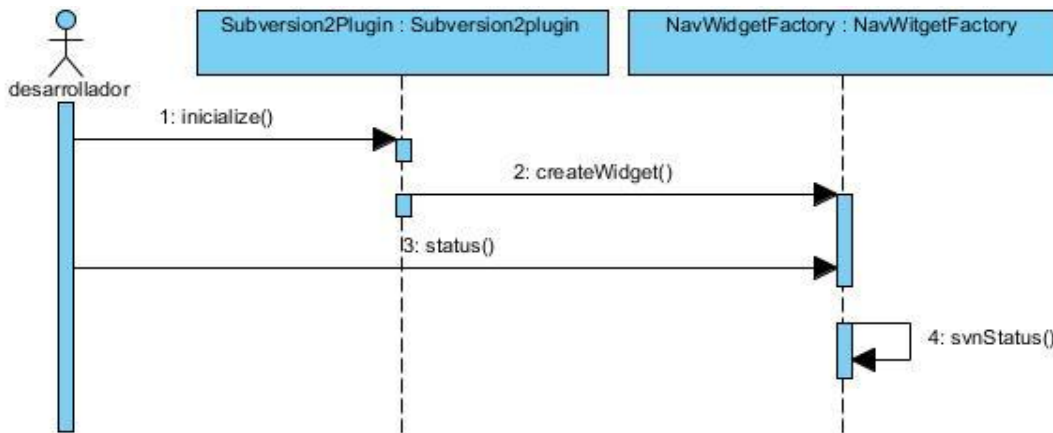 Subversion2Plugin : Subversion2plugin
NavWidgetFactory : NavWitgetFactory
desarrollador
1: inicialize()
2: createWidget()
3: status()
4: svnStatus()